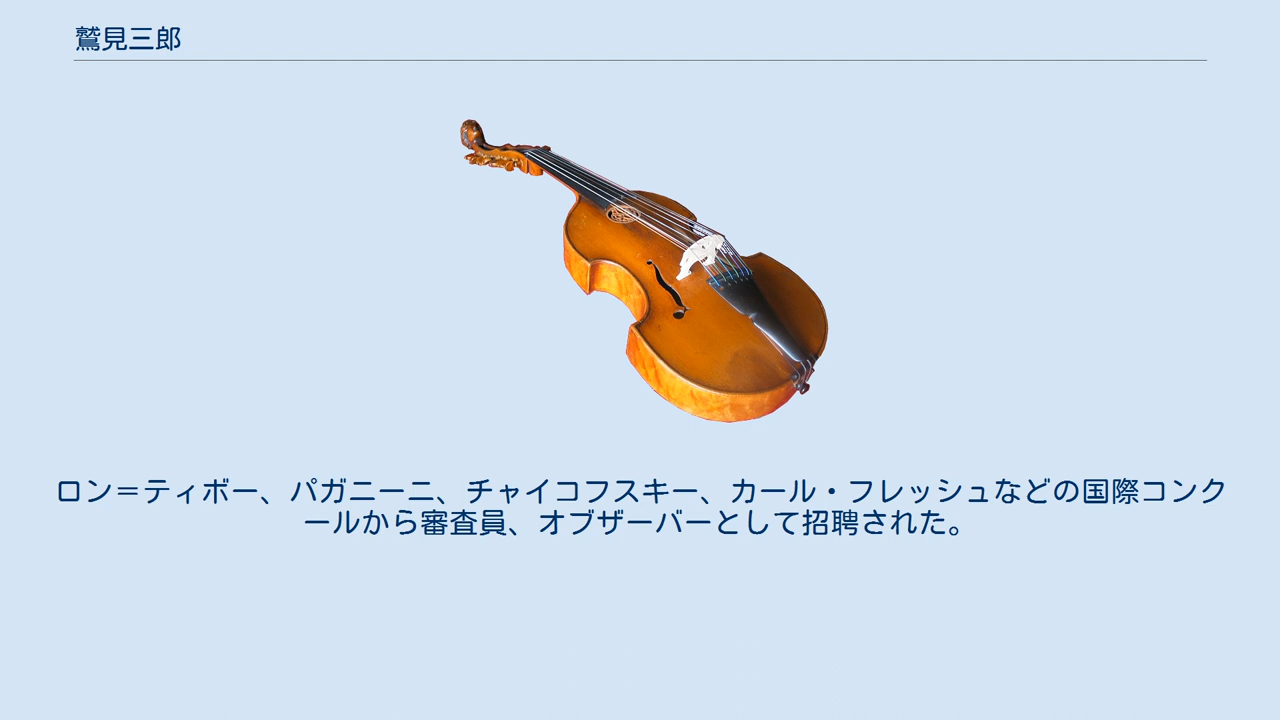 鷲見三郎
ロン＝ティボー、パガニーニ、チャイコフスキー、カール・フレッシュなどの国際コンク
ールから審査員、オブザーバーとして招聘された。